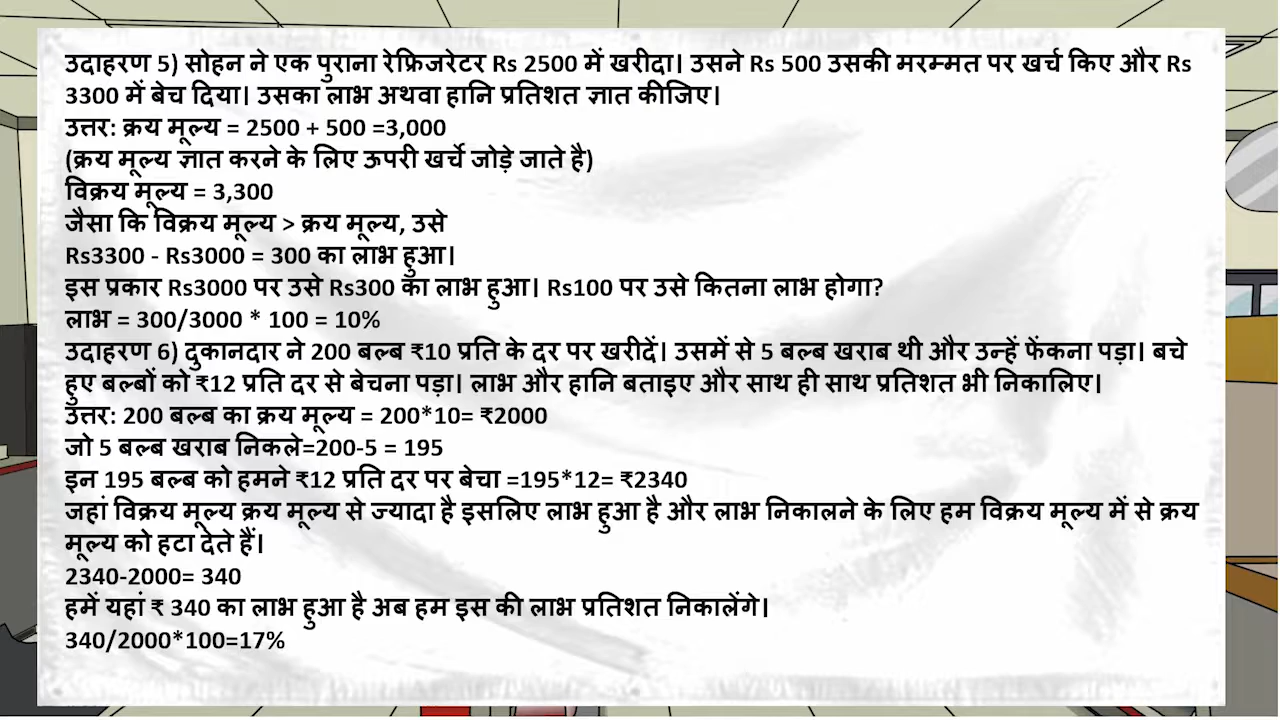 उदाहरण 5) सोहन ने एक पुराना रेफ्रिजरेटर Rs 2500 में खरीदा। उसने Rs 500 उसकी मरम्मत पर खर्च किए और Rs
3300 में बेच दिया। उसका लाभ अथवा हानि प्रतिशत ज्ञात कीजिए।
उत्तर: क्रय मूल्य = 2500 + 500 =3,000
(क्रय मूल्य ज्ञात करने के लिए ऊपरी खर्चे जोड़े जाते है)
विक्रय मूल्य = 3,300
जैसा कि विक्रय मूल्य > क्रय मूल्य, उसे
Rs3300 - Rs3000 = 300 का लाभ हुआ।
इस प्रकार Rs3000 पर उसे Rs300 का लाभ हुआ। Rs100 पर उसे कितना लाभ होगा?
लाभ = 300/3000 * 100 = 10%
उदाहरण 6) दुकानदार ने 200 बल्ब ₹10 प्रति के दर पर खरीदें। उसमें से 5 बल्ब खराब थी और उन्हें फेंकना पड़ा। बचे
हुए बल्बों को ₹12 प्रति दर से बेचना पड़ा। लाभ और हानि बताइए और साथ ही साथ प्रतिशत भी निकालिए।
उत्तर: 200 बल्ब का क्रय मूल्य = 200*10= ₹2000
जो 5 बल्ब खराब निकले=200-5 = 195
इन 195 बल्ब को हमने ₹12 प्रति दर पर बेचा =195*12= ₹2340
जहां विक्रय मूल्य क्रय मूल्य से ज्यादा है इसलिए लाभ हुआ है और लाभ निकालने के लिए हम विक्रय मूल्य में से क्रय
मूल्य को हटा देते हैं।
2340-2000= 340
हमें यहां ₹ 340 का लाभ हुआ है अब हम इस की लाभ प्रतिशत निकालेंगे।
340/2000*100=17%